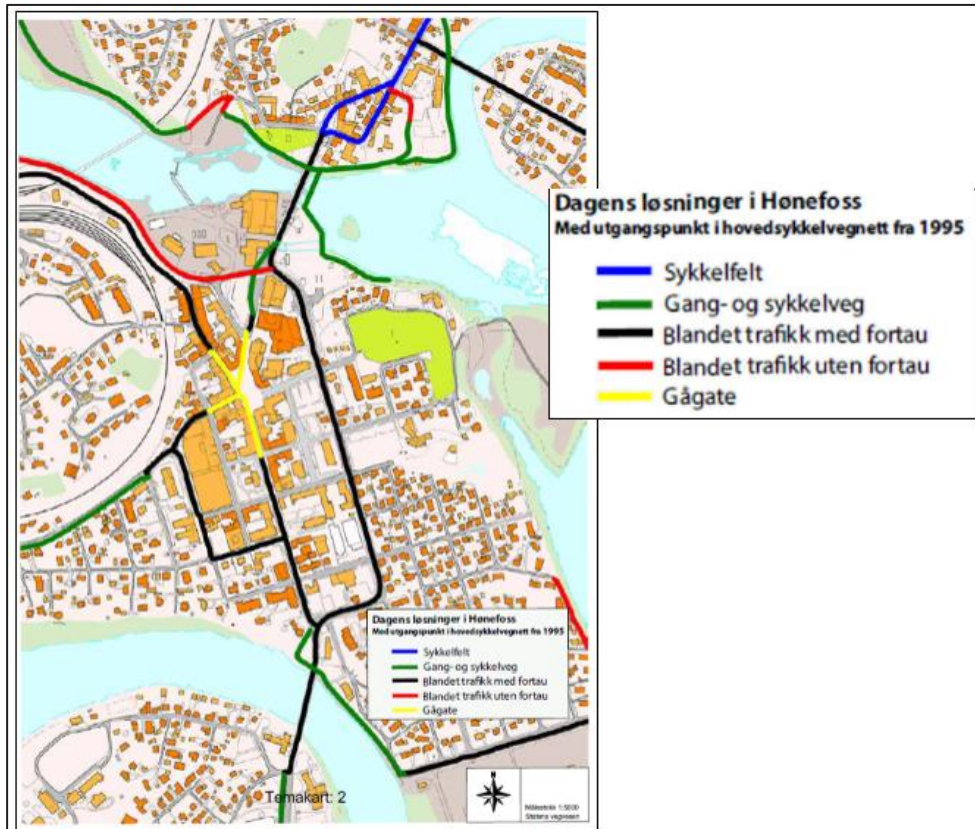 Dagens løsninger i Hønefoss
Med utgangspunkt i hovedsykkelvegnett fra 1995
Sykkelfelt
Gang- og sykkelveg
Blandet trafikk med fortau
Blandet trafikk uten fortau
Gågate
Dagens løsninger i Hønefoss
Med utgangspunkt i hovedsykkelvegnett fra 1995
Sykkelfelt
Gang- og sykkelveg
Blandet trafikk med fortau
Blandet trafikk uten fortau
Gågate
Temakart: 2
Målestokk 1:5000
Statens vegvesen